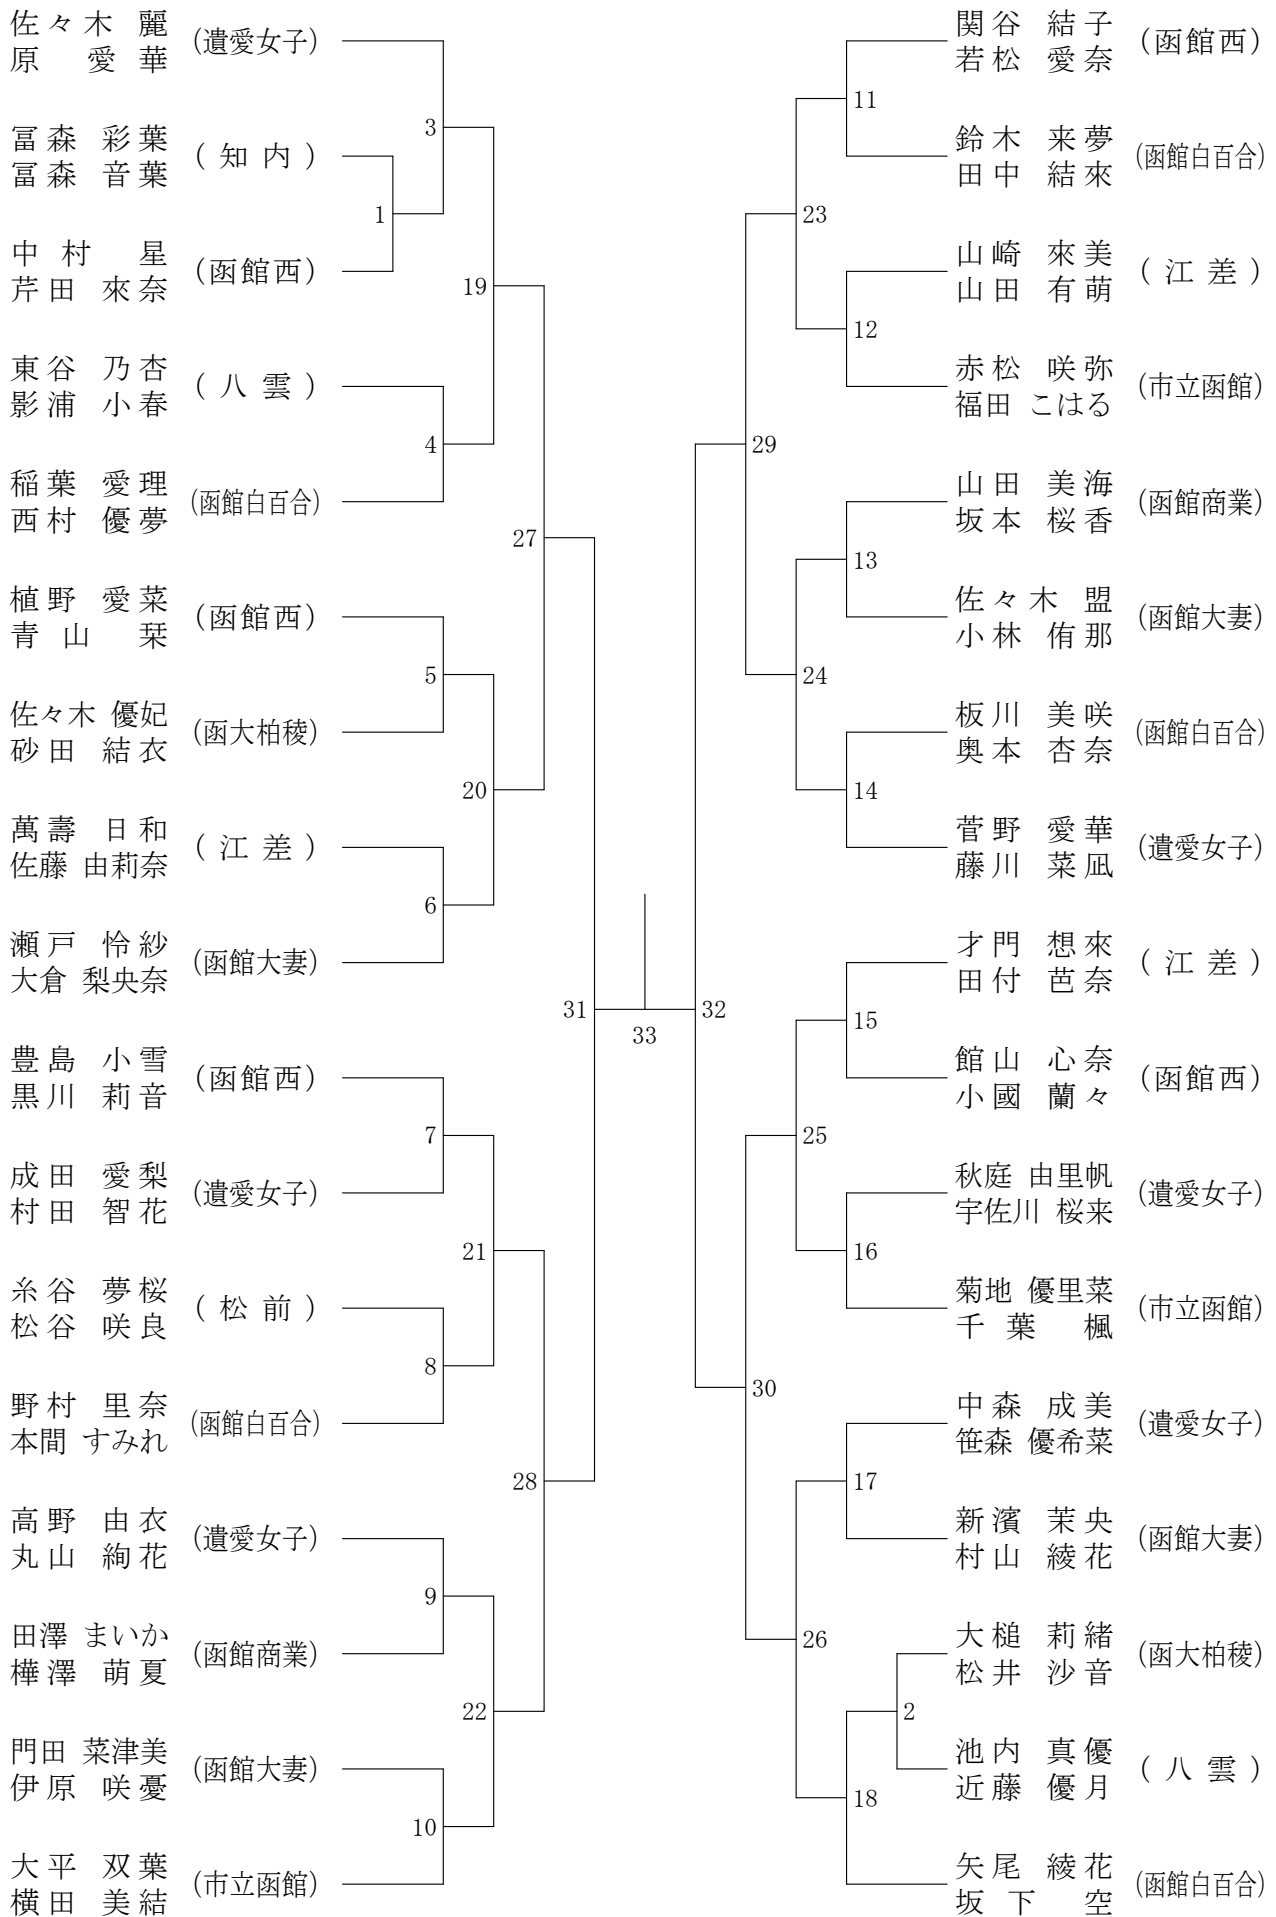 佐々木 麗
原 愛華
(遺愛女子)
冨森 彩葉
冨森 音葉
(知内)
中村 星
芹田 來奈
(函館西)
東谷 乃杏
影浦 小春
(八雲)
稲葉 愛理
西村 優夢
(函館白百合)
植野 愛菜
青山 栞
(函館西)
佐々木 優妃
砂田 結衣
(函大柏稜)
萬壽 日和
佐藤 由莉奈
(江差)
瀬戸 怜紗
大倉 梨央奈
(函館大妻)
豊島 小雪
黒川 莉音
(函館西)
成田 愛梨
村田 智花
(遺愛女子)
糸谷 夢桜
松谷 咲良
(松前)
野村 里奈
本間 すみれ
(函館白百合)
高野 由衣
丸山 絢花
(遺愛女子)
田澤 まいか
樺澤 萌夏
(函館商業)
門田 菜津美
伊原 咲憂
(函館大妻)
大平 双葉
横田 美結
(市立函館)
3
1
19
4
27
5
20
6
31
7
21
8
28
9
22
10
33
関谷 結子
若松 愛奈
(函館西)
鈴木 来夢
田中 結來
(函館白百合)
山崎 來美
山田 有萌
(江差)
赤松 咲弥
福田 こはる
(市立函館)
山田 美海
坂本 桜香
(函館商業)
佐々木 盟
小林 侑那
(函館大妻)
板川 美咲
奥本 杏奈
(函館白百合)
菅野 愛華
藤川 菜凪
(遺愛女子)
才門 想來
田付 芭奈
(江差)
館山 心奈
小國 蘭々
(函館西)
秋庭 由里帆
宇佐川 桜来
(遺愛女子)
菊地 優里菜
千葉 楓
(市立函館)
中森 成美
笹森 優希菜
(遺愛女子)
新濱 茉央
村山 綾花
(函館大妻)
大槌 莉緒
松井 沙音
(函大柏稜)
池内 真優
近藤 優月
(八雲)
矢尾 綾花
坂下 空
(函館白百合)
11
23
12
29
13
24
14
32
15
25
16
30
17
26
2
18